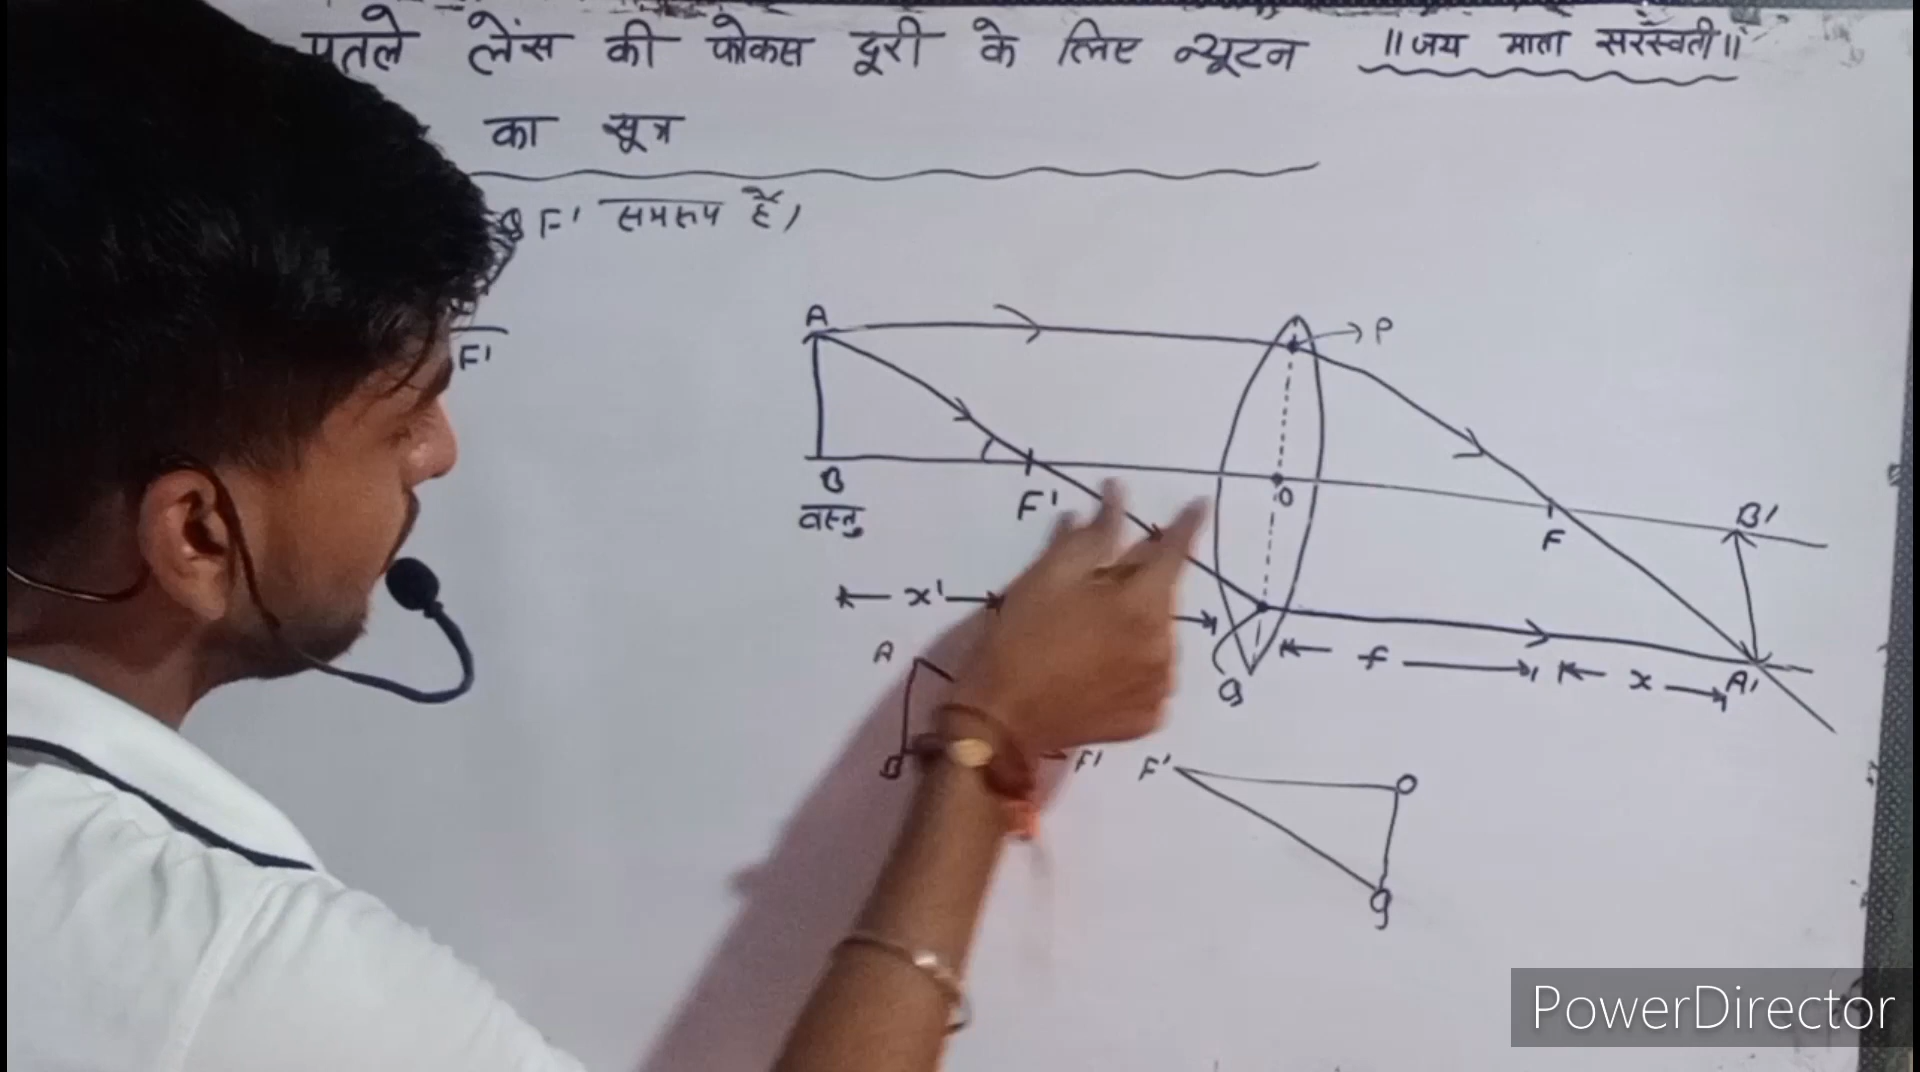 पतले लेंस की फोकस दूरी के लिए न्यूटन
॥जय माता सरस्वती॥
का सूत्र
F' समरूप हैं।
F'
A
P
B
वस्तु
F'
O
F
B'
x'
f
x
A'
Q
A
B
F'
F'
O
Q
PowerDirector